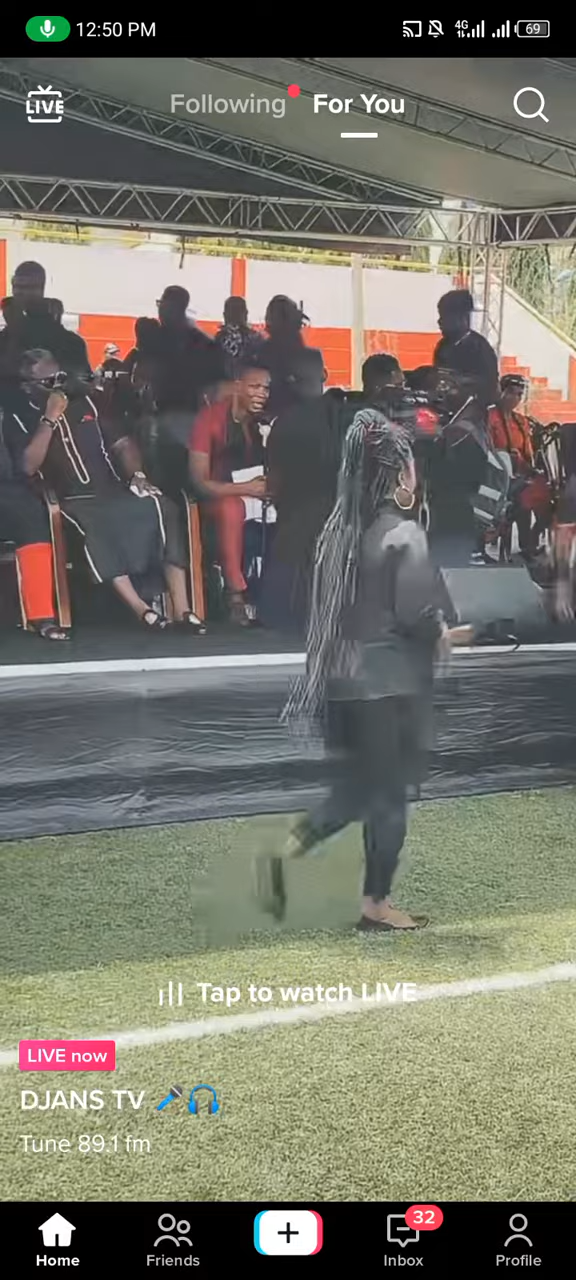 12:50 PM
4G
69
LIVE
Following
For You
Tap to watch LIVE
LIVE now
DJANS TV 🎤🎧
Tune 89.1 fm
32
Home
Friends
Inbox
Profile